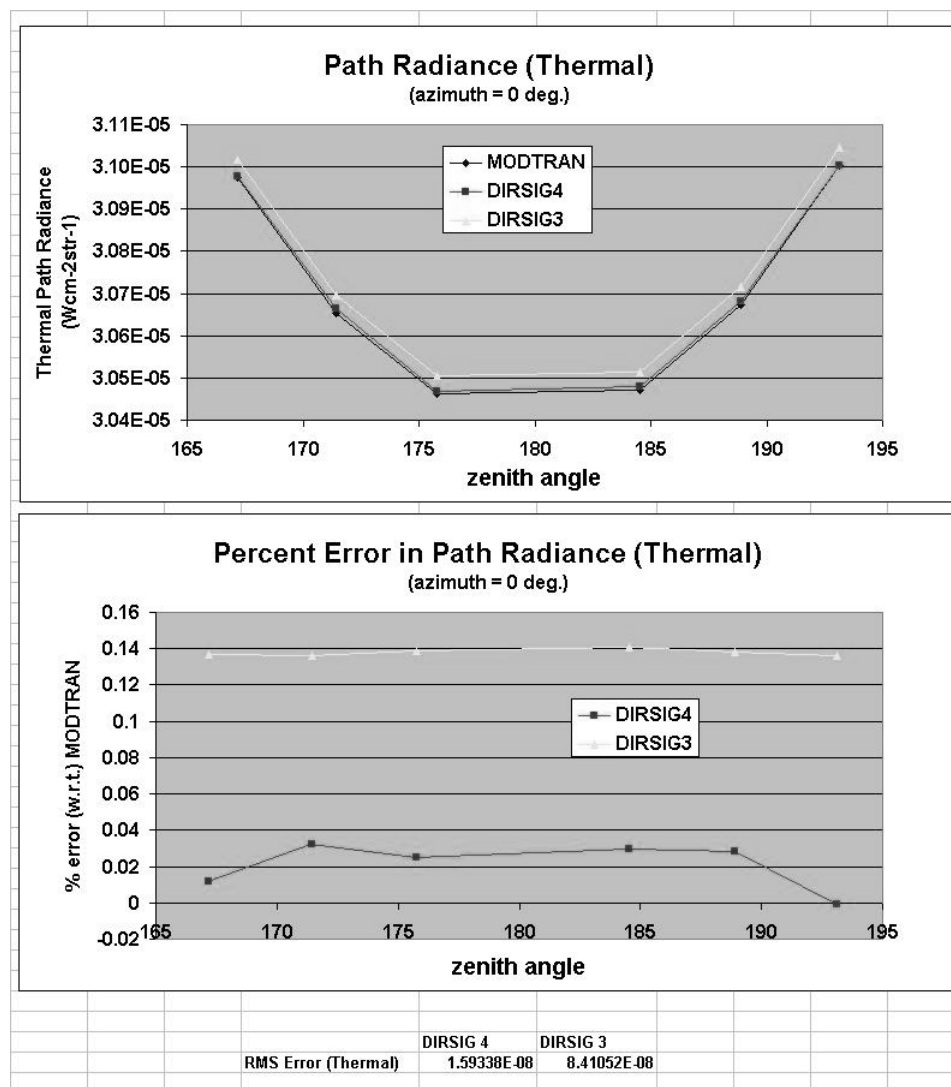 Path Radiance (Thermal)
(azimuth = 0 deg.)
Thermal Path Radiance
(Wcm-2str-1)
3.11E-05
3.10E-05
3.09E-05
3.08E-05
3.07E-05
3.06E-05
3.05E-05
3.04E-05
MODTRAN
DIRSIG4
DIRSIG3
165 170 175 180 185 190 195
zenith angle
Percent Error in Path Radiance (Thermal)
(azimuth = 0 deg.)
% error (w.r.t.) MODTRAN
0.16
0.14
0.12
0.1
0.08
0.06
0.04
0.02
0
-0.02
DIRSIG4
DIRSIG3
165 170 175 180 185 190 195
zenith angle
DIRSIG 4 DIRSIG 3
RMS Error (Thermal) 1.59338E-08 8.41052E-08